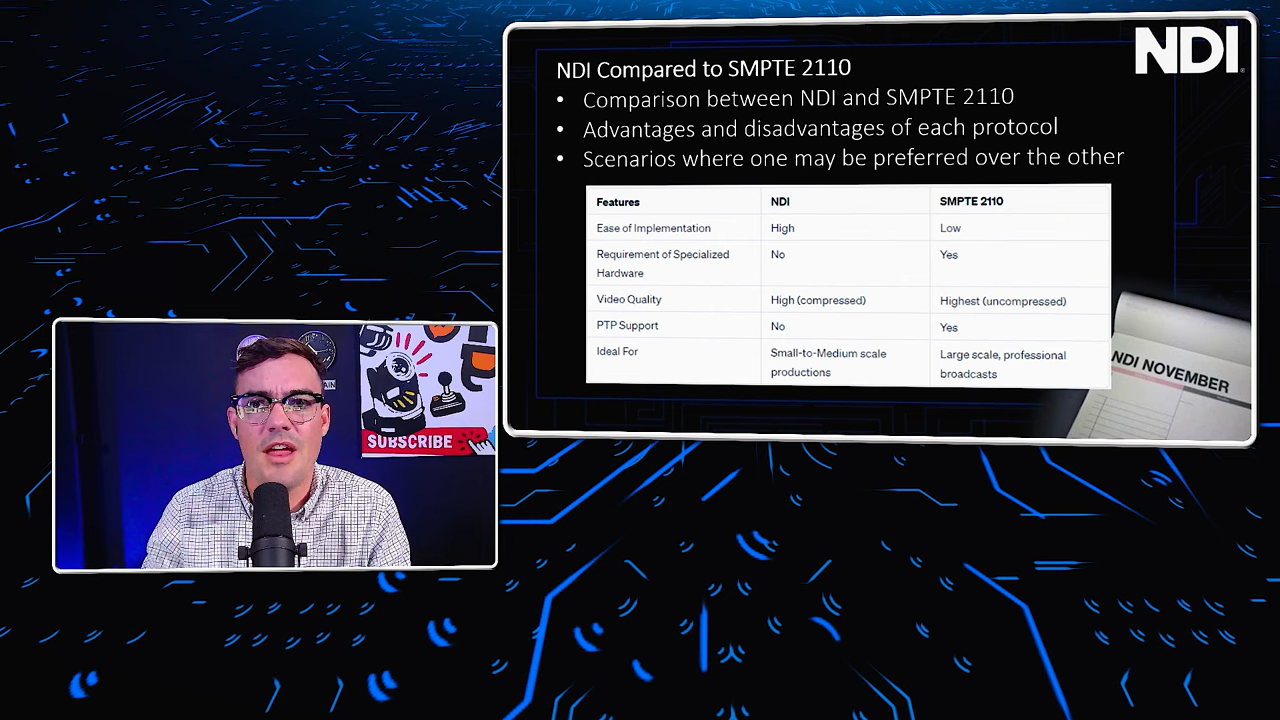 NDI
NDI Compared to SMPTE 2110
• Comparison between NDI and SMPTE 2110
• Advantages and disadvantages of each protocol
• Scenarios where one may be preferred over the other
Features NDI SMPTE 2110
Ease of Implementation High Low
Requirement of Specialized No Yes
Hardware
Video Quality High (compressed) Highest (uncompressed)
PTP Support No Yes
Ideal For Small-to-Medium scale Large scale, professional
productions broadcasts
NDI NOVEMBER
SUBSCRIBE